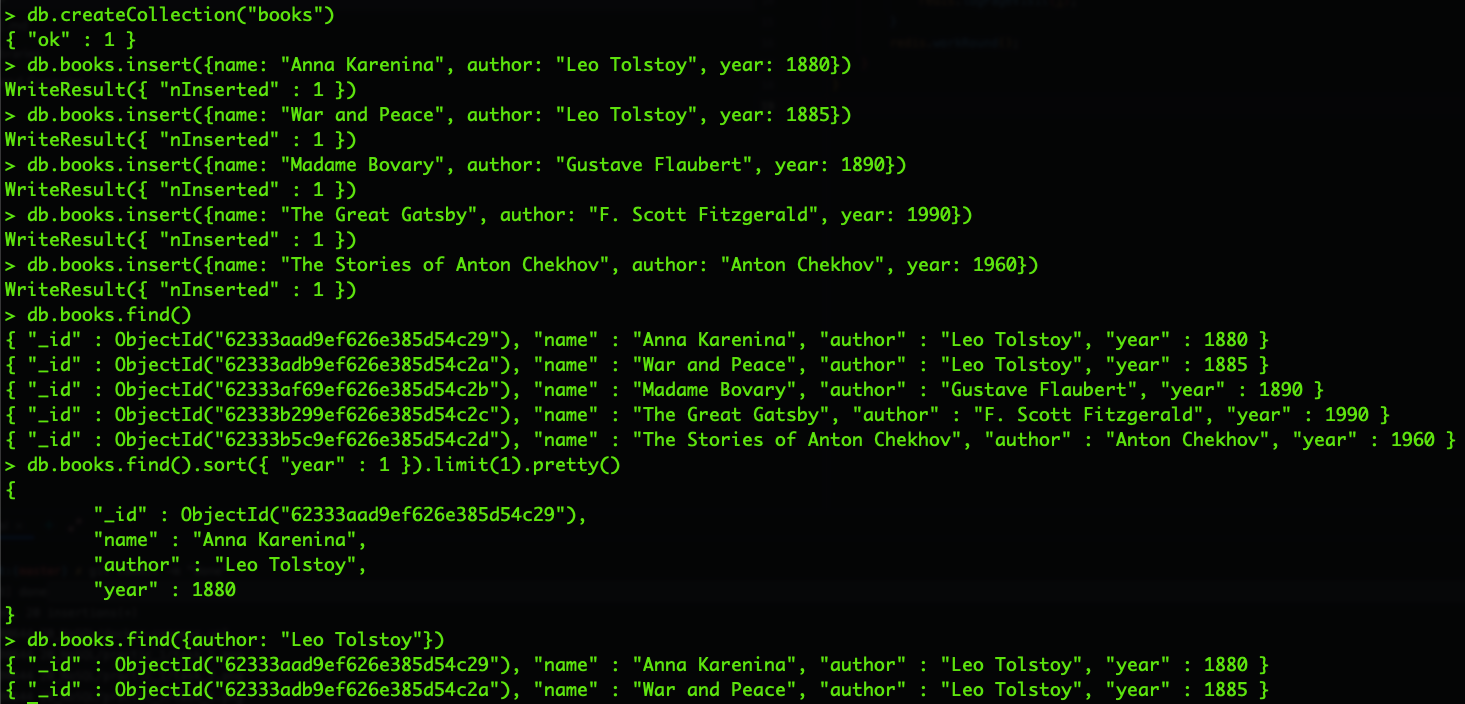 > db.createCollection("books")
{ "ok" : 1 }
> db.books.insert({name: "Anna Karenina", author: "Leo Tolstoy", year: 1880})
WriteResult({ "nInserted" : 1 })
> db.books.insert({name: "War and Peace", author: "Leo Tolstoy", year: 1885})
WriteResult({ "nInserted" : 1 })
> db.books.insert({name: "Madame Bovary", author: "Gustave Flaubert", year: 1890})
WriteResult({ "nInserted" : 1 })
> db.books.insert({name: "The Great Gatsby", author: "F. Scott Fitzgerald", year: 1990})
WriteResult({ "nInserted" : 1 })
> db.books.insert({name: "The Stories of Anton Chekhov", author: "Anton Chekhov", year: 1960})
WriteResult({ "nInserted" : 1 })
> db.books.find()
{ "_id" : ObjectId("62333aad9ef626e385d54c29"), "name" : "Anna Karenina", "author" : "Leo Tolstoy", "year" : 1880 }
{ "_id" : ObjectId("62333adb9ef626e385d54c2a"), "name" : "War and Peace", "author" : "Leo Tolstoy", "year" : 1885 }
{ "_id" : ObjectId("62333af69ef626e385d54c2b"), "name" : "Madame Bovary", "author" : "Gustave Flaubert", "year" : 1890 }
{ "_id" : ObjectId("62333b299ef626e385d54c2c"), "name" : "The Great Gatsby", "author" : "F. Scott Fitzgerald", "year" : 1990 }
{ "_id" : ObjectId("62333b5c9ef626e385d54c2d"), "name" : "The Stories of Anton Chekhov", "author" : "Anton Chekhov", "year" : 1960 }
> db.books.find().sort({ "year" : 1 }).limit(1).pretty()
{
        "_id" : ObjectId("62333aad9ef626e385d54c29"),
        "name" : "Anna Karenina",
        "author" : "Leo Tolstoy",
        "year" : 1880
}
> db.books.find({author: "Leo Tolstoy"})
{ "_id" : ObjectId("62333aad9ef626e385d54c29"), "name" : "Anna Karenina", "author" : "Leo Tolstoy", "year" : 1880 }
{ "_id" : ObjectId("62333adb9ef626e385d54c2a"), "name" : "War and Peace", "author" : "Leo Tolstoy", "year" : 1885 }